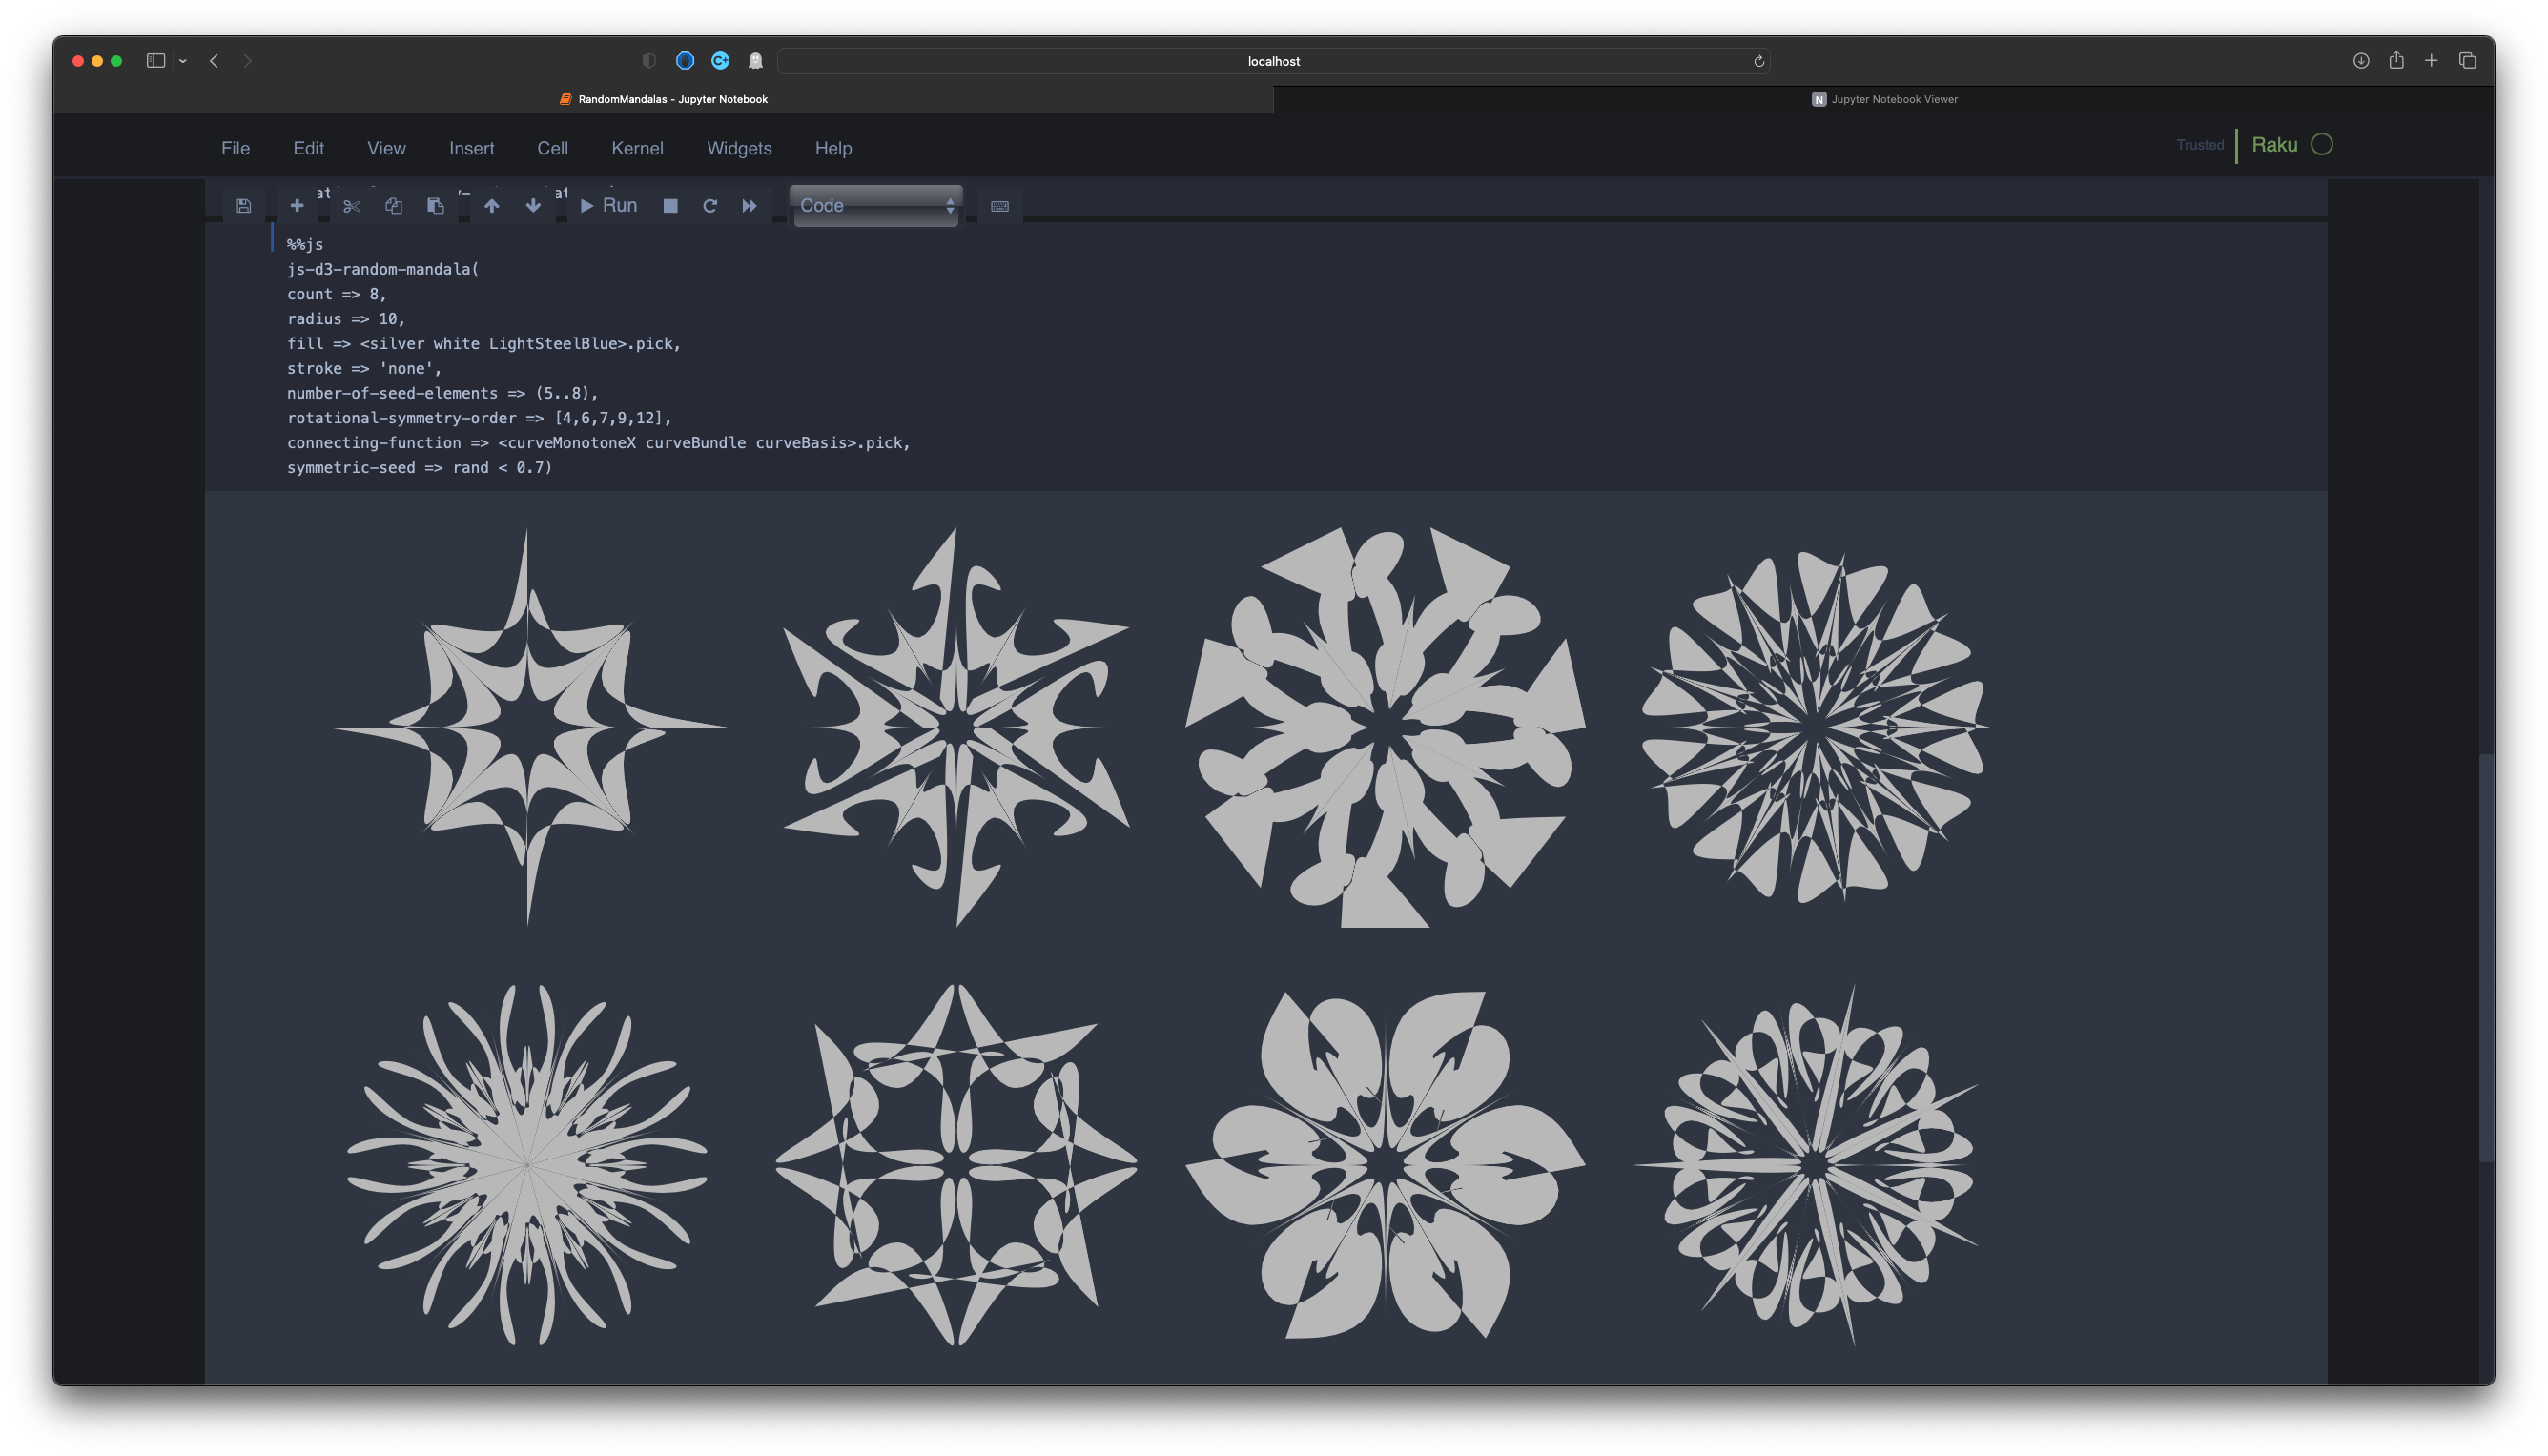 localhost
RandomMandalas - Jupyter Notebook
N Jupyter Notebook Viewer
File Edit View Insert Cell Kernel Widgets Help
Trusted Raku
Run Code
%%js
js-d3-random-mandala(
count => 8,
radius => 10,
fill => <silver white LightSteelBlue>.pick,
stroke => 'none',
number-of-seed-elements => (5..8),
rotational-symmetry-order => [4,6,7,9,12],
connecting-function => <curveMonotoneX curveBundle curveBasis>.pick,
symmetric-seed => rand < 0.7)